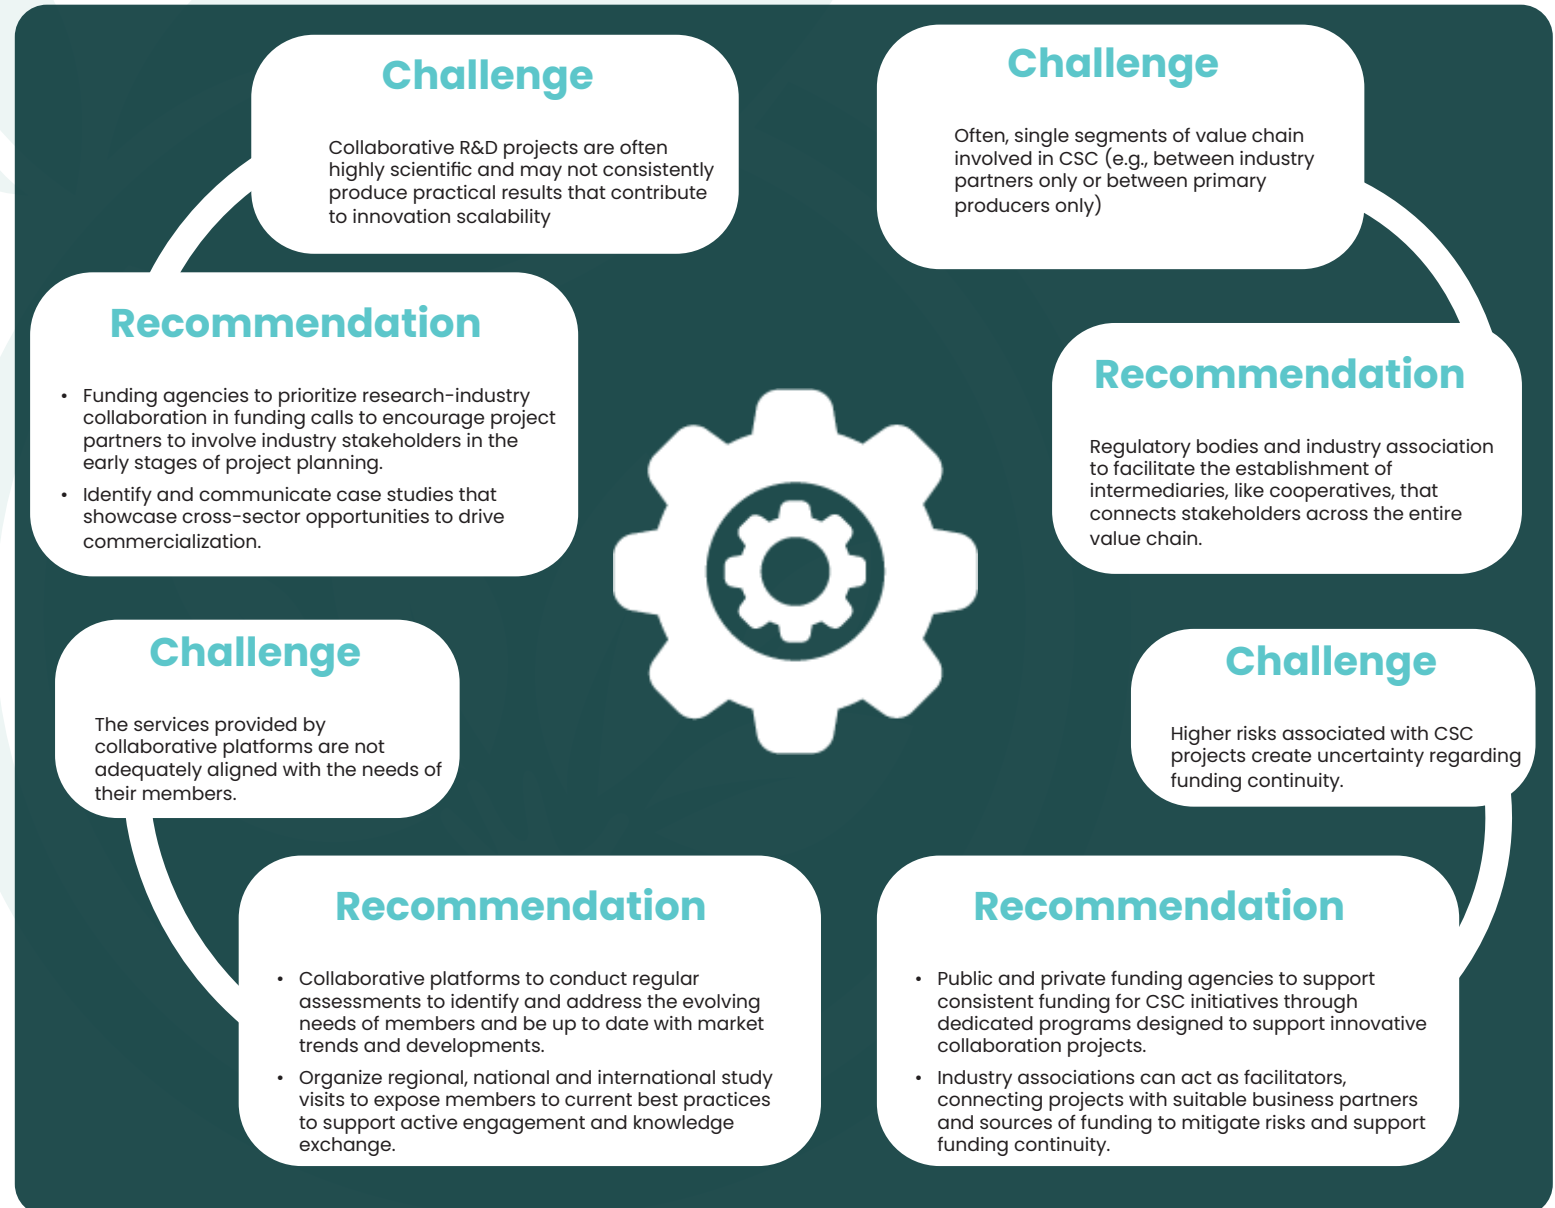 Challenge
Collaborative R&D projects are often
highly scientific and may not consistently
produce practical results that contribute
to innovation scalability
Recommendation
• Funding agencies to prioritize research-industry
collaboration in funding calls to encourage project
partners to involve industry stakeholders in the
early stages of project planning.
• Identify and communicate case studies that
showcase cross-sector opportunities to drive
commercialization.
Challenge
Often, single segments of value chain
involved in CSC (e.g., between industry
partners only or between primary
producers only)
Recommendation
Regulatory bodies and industry association
to facilitate the establishment of
intermediaries, like cooperatives, that
connects stakeholders across the entire
value chain.
Challenge
The services provided by
collaborative platforms are not
adequately aligned with the needs of
their members.
Recommendation
• Collaborative platforms to conduct regular
assessments to identify and address the evolving
needs of members and be up to date with market
trends and developments.
• Organize regional, national and international study
visits to expose members to current best practices
to support active engagement and knowledge
exchange.
Challenge
Higher risks associated with CSC
projects create uncertainty regarding
funding continuity.
Recommendation
• Public and private funding agencies to support
consistent funding for CSC initiatives through
dedicated programs designed to support innovative
collaboration projects.
• Industry associations can act as facilitators,
connecting projects with suitable business partners
and sources of funding to mitigate risks and support
funding continuity.